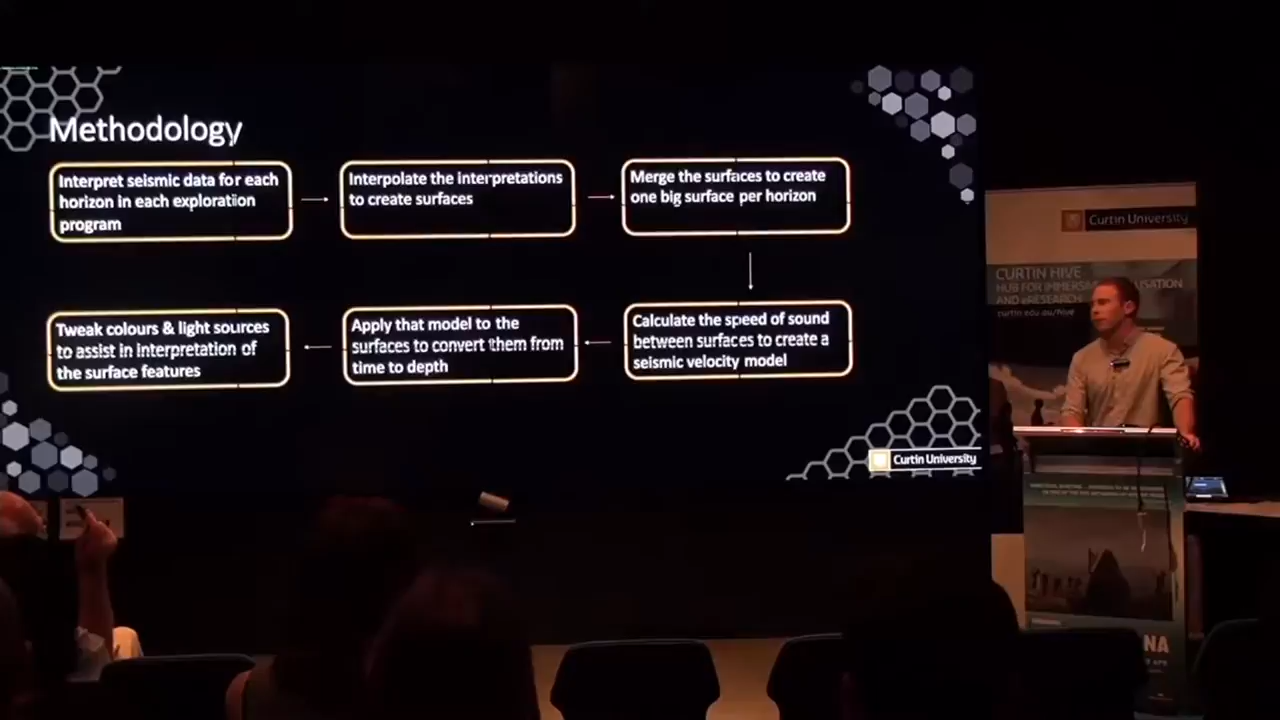 Methodology
Interpret seismic data for each
horizon in each exploration
program
Interpolate the interpretations
to create surfaces
Merge the surfaces to create
one big surface per horizon
Tweak colours & light sources
to assist in interpretation of
the surface features
Apply that model to the
surfaces to convert them from
time to depth
Calculate the speed of sound
between surfaces to create a
seismic velocity model
Curtin University
Curtin University
CURTIN HIVE
HUB FOR
AND eRESEARCH
curtin.edu.au/hive